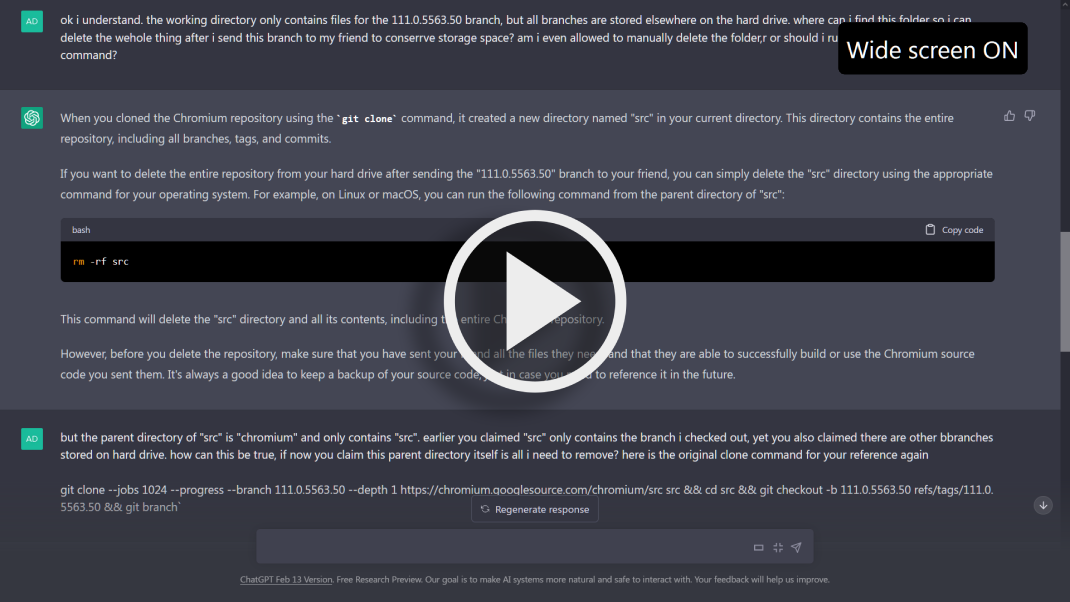 AD
ok i understand. the working directory only contains files for the 111.0.5563.50 branch, but all branches are stored elsewhere on the hard drive. where can i find this folder so i can
delete the wehole thing after i send this branch to my friend to conserrve storage space? am i even allowed to manually delete the folder,r or should i ru
command?
Wide screen ON
When you cloned the Chromium repository using the `git clone` command, it created a new directory named "src" in your current directory. This directory contains the entire
repository, including all branches, tags, and commits.
If you want to delete the entire repository from your hard drive after sending the "111.0.5563.50" branch to your friend, you can simply delete the "src" directory using the appropriate
command for your operating system. For example, on Linux or macOS, you can run the following command from the parent directory of "src":
bash
Copy code
rm -rf src
This command will delete the "src" directory and all its contents, including the entire Ch repository.
However, before you delete the repository, make sure that you have sent your end all the files they need and that they are able to successfully build or use the Chromium source
code you sent them. It's always a good idea to keep a backup of your source code, just in case you need to reference it in the future.
AD
but the parent directory of "src" is "chromium" and only contains "src". earlier you claimed "src" only contains the branch i checked out, yet you also claimed there are other bbranches
stored on hard drive. how can this be true, if now you claim this parent directory itself is all i need to remove? here is the original clone command for your reference again
git clone --jobs 1024 --progress --branch 111.0.5563.50 --depth 1 https://chromium.googlesource.com/chromium/src src && cd src && git checkout -b 111.0.5563.50 refs/tags/111.0.
5563.50 && git branch`
Regenerate response
ChatGPT Feb 13 Version. Free Research Preview. Our goal is to make AI systems more natural and safe to interact with. Your feedback will help us improve.